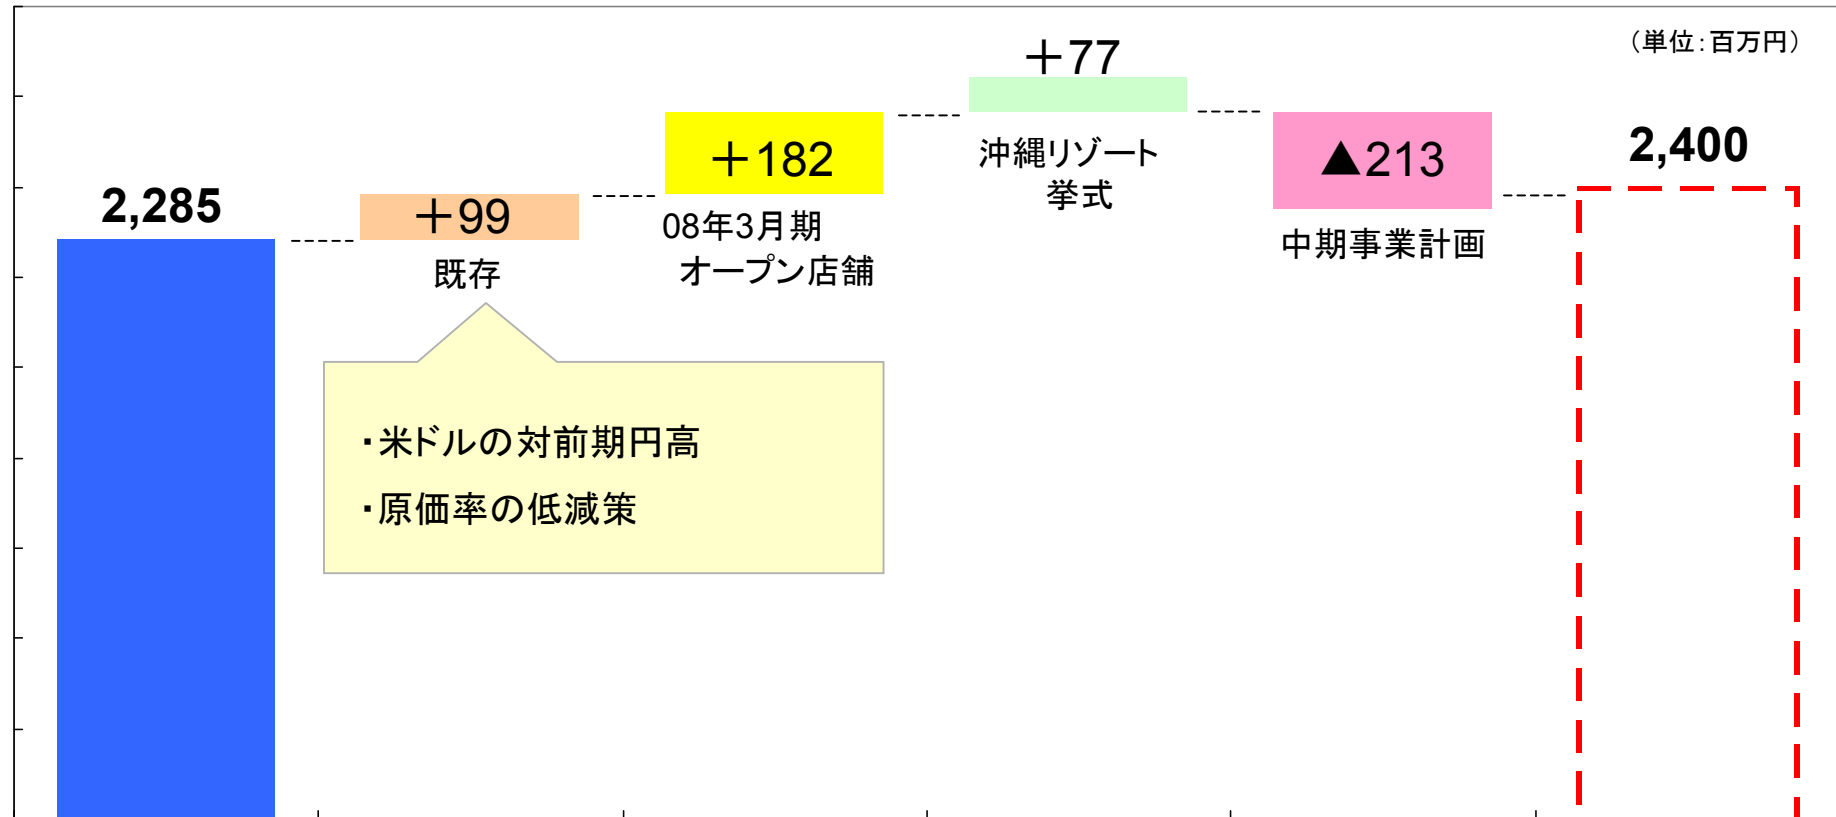 (単位:百万円)
2,285
+99
既存
+182
08年3月期
オープン店舗
+77
沖縄リゾート
挙式
▲213
中期事業計画
2,400
・米ドルの対前期円高
・原価率の低減策